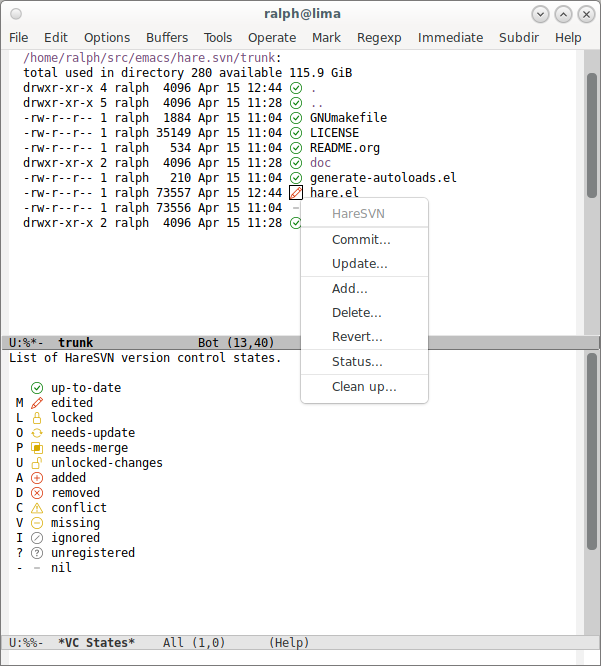 ralph@lima
File Edit Options Buffers Tools Operate Mark Regexp Immediate Subdir Help
/home/ralph/src/emacs/hare.svn/trunk:
total used in directory 280 available 115.9 GiB
drwxr-xr-x 4 ralph  4096 Apr 15 12:44 .
drwxr-xr-x 5 ralph  4096 Apr 15 11:28 ..
-rw-r--r-- 1 ralph  1884 Apr 15 11:04 GNUmakefile
-rw-r--r-- 1 ralph 35149 Apr 15 11:04 LICENSE
-rw-r--r-- 1 ralph   534 Apr 15 11:04 README.org
drwxr-xr-x 2 ralph  4096 Apr 15 11:28 doc
-rw-r--r-- 1 ralph   210 Apr 15 11:04 generate-autoloads.el
-rw-r--r-- 1 ralph 73557 Apr 15 12:44 hare.el
-rw-r--r-- 1 ralph 73556 Apr 15 11:04 -
drwxr-xr-x 2 ralph  4096 Apr 15 11:28
HareSVN
Commit...
Update...
Add...
Delete...
Revert...
Status...
Clean up...
U:%*-  trunk Bot (13,40)
List of HareSVN version control states.
up-to-date
M edited
L locked
O needs-update
P needs-merge
U unlocked-changes
A added
D removed
C conflict
V missing
I ignored
? unregistered
- - nil
U:%%-  *VC States* All (1,0) (Help)